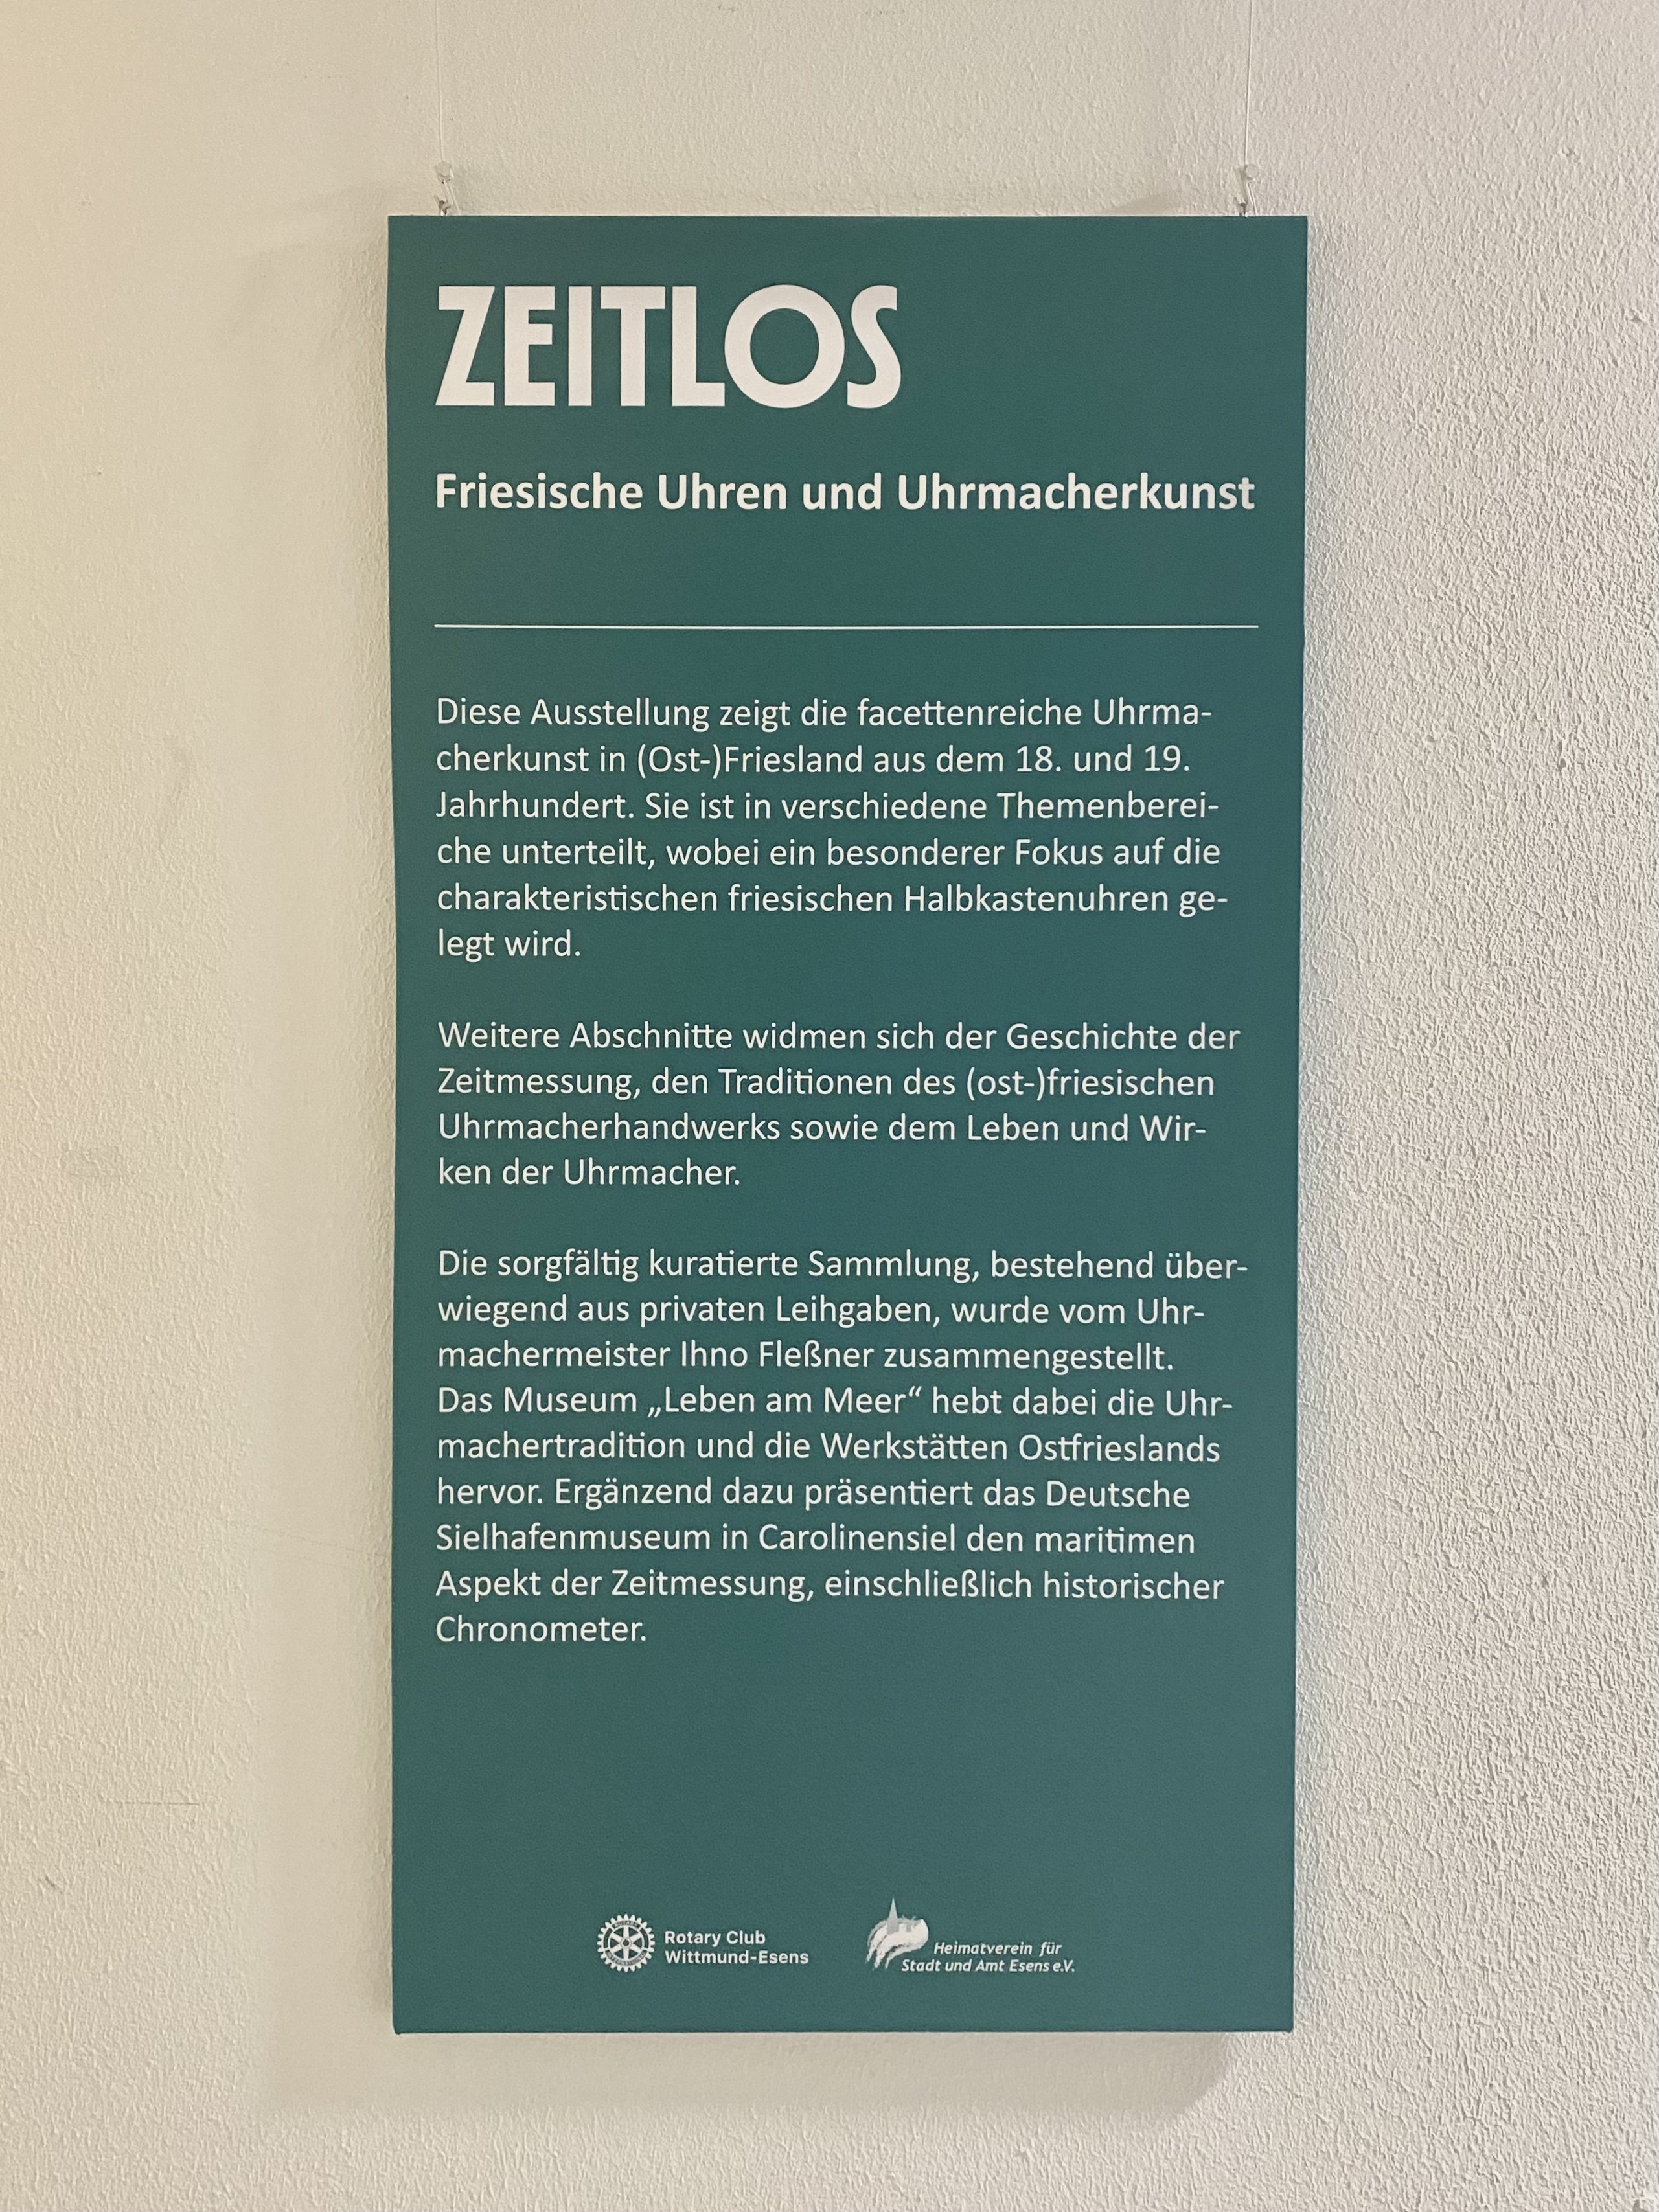 ZEITLOS
Friesische Uhren und Uhrmacherkunst
Diese Ausstellung zeigt die facettenreiche Uhrma-
cherkunst in (Ost-)Friesland aus dem 18. und 19.
Jahrhundert. Sie ist in verschiedene Themenberei-
che unterteilt, wobei ein besonderer Fokus auf die
charakteristischen friesischen Halbkastenuhren ge-
legt wird.
Weitere Abschnitte widmen sich der Geschichte der
Zeitmessung, den Traditionen des (ost-)friesischen
Uhrmacherhandwerks sowie dem Leben und Wir-
ken der Uhrmacher.
Die sorgfältig kuratierte Sammlung, bestehend über-
wiegend aus privaten Leihgaben, wurde vom Uhr-
machermeister Ihno Fleßner zusammengestellt.
Das Museum „Leben am Meer“ hebt dabei die Uhr-
machertradition und die Werkstätten Ostfrieslands
hervor. Ergänzend dazu präsentiert das Deutsche
Sielhafenmuseum in Carolinensiel den maritimen
Aspekt der Zeitmessung, einschließlich historischer
Chronometer.
Rotary Club
Wittmund-Esens
Heimatverein für
Stadt und Amt Esens e.V.